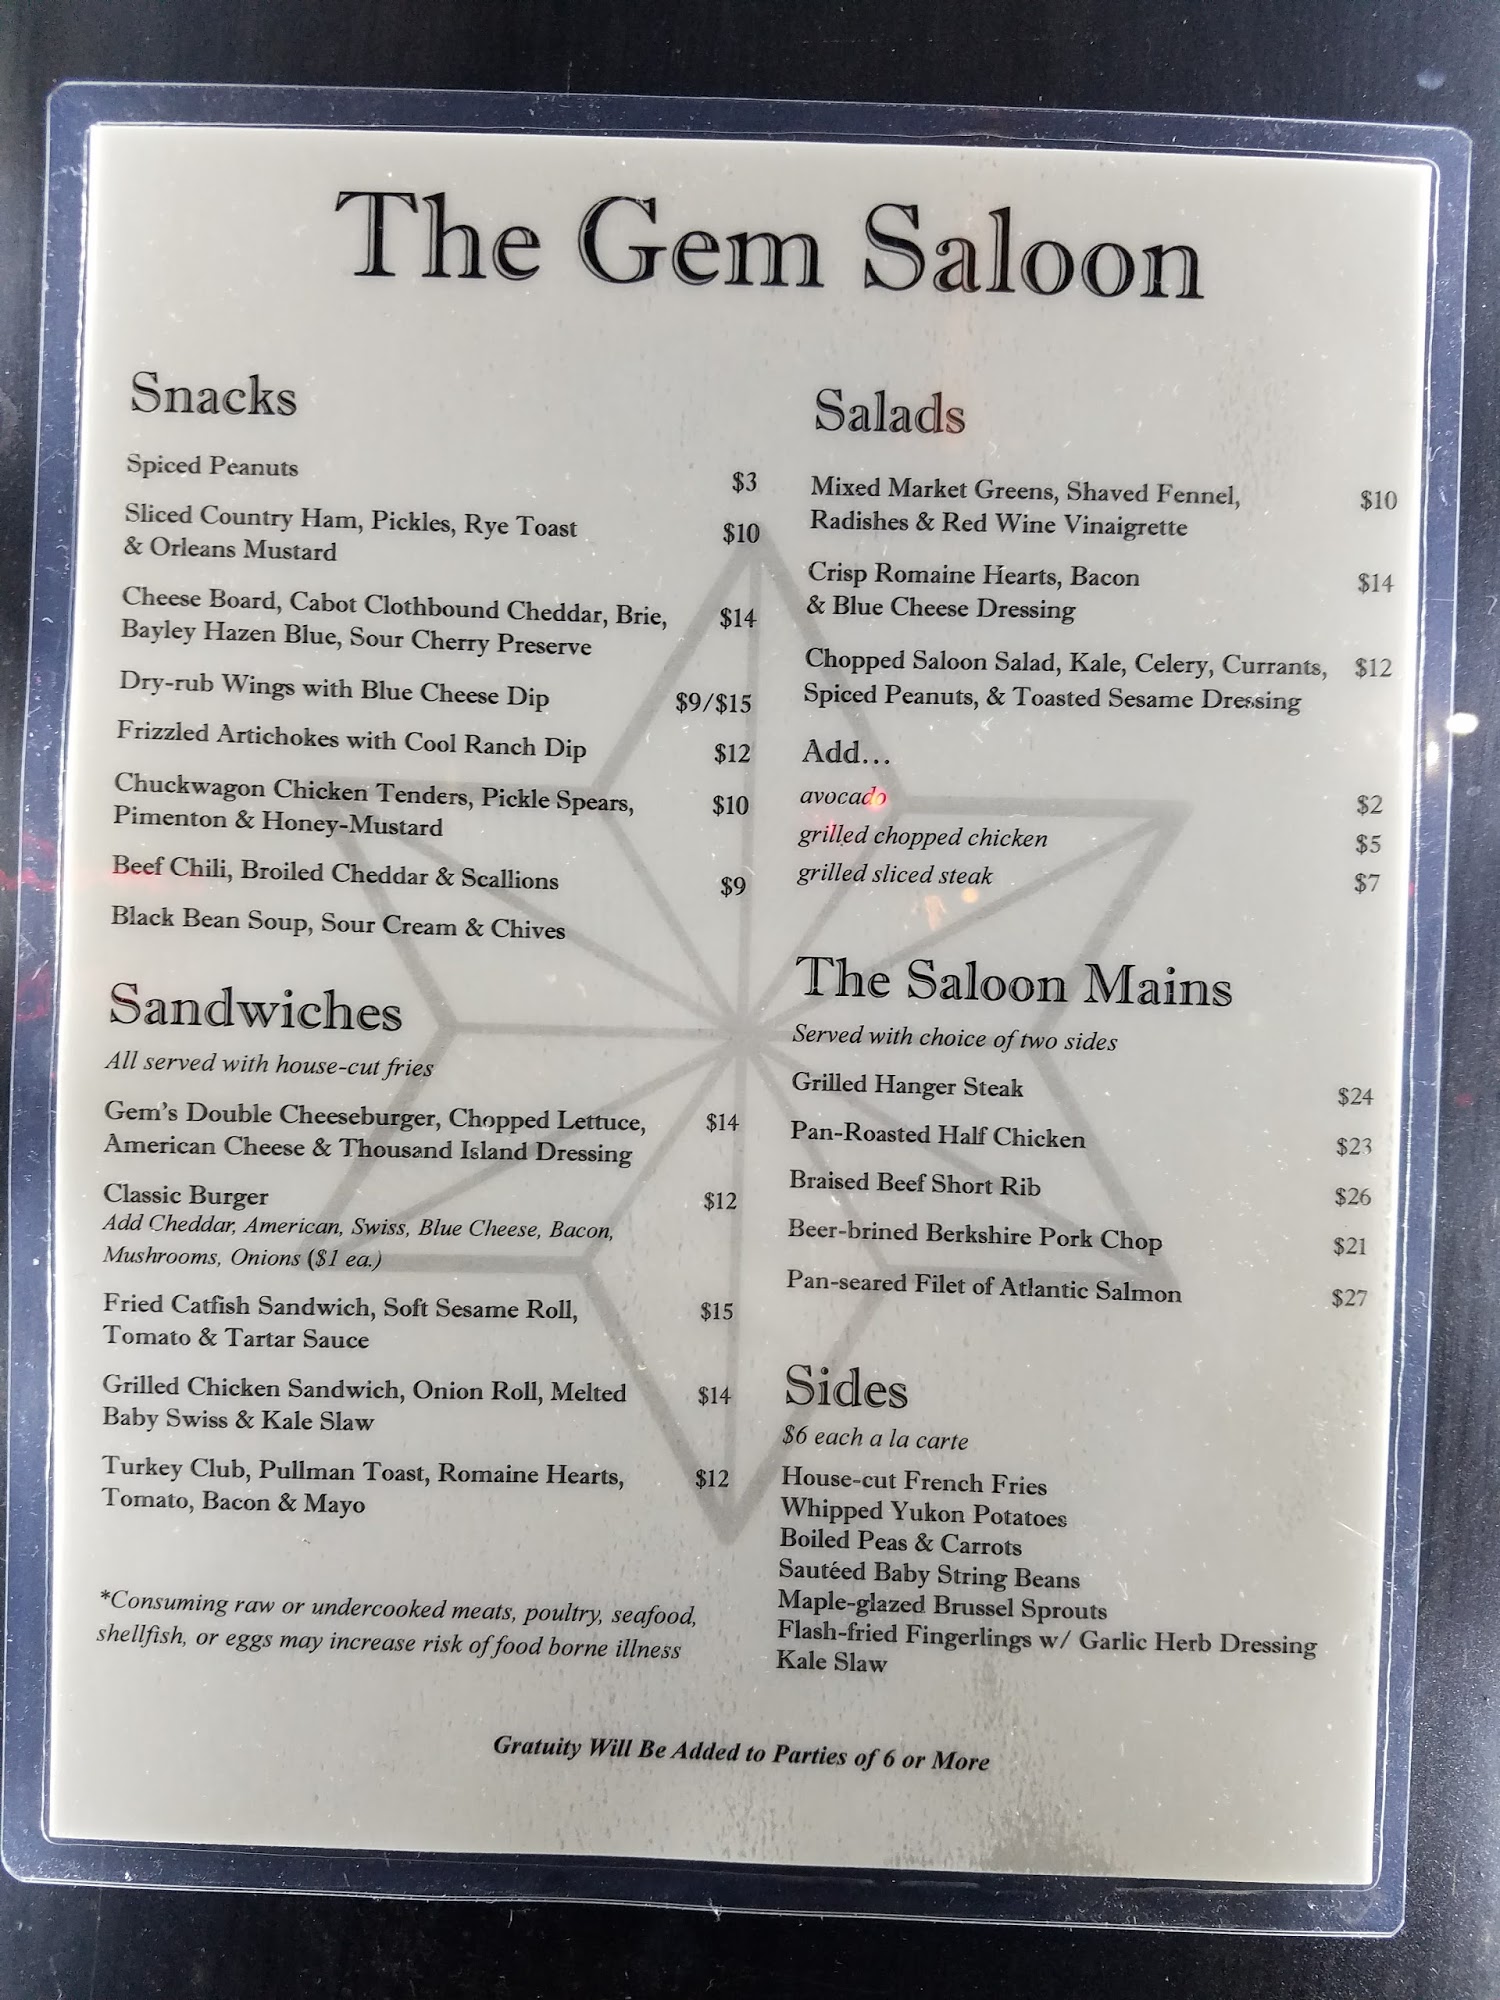 The Gem Saloon
Snacks
Spiced Peanuts $3
Sliced Country Ham, Pickles, Rye Toast $10
& Orleans Mustard
Cheese Board, Cabot Clothbound Cheddar, Brie, $14
Bayley Hazen Blue, Sour Cherry Preserve
Dry-rub Wings with Blue Cheese Dip $9/$15
Frizzled Artichokes with Cool Ranch Dip $12
Chuckwagon Chicken Tenders, Pickle Spears, $10
Pimenton & Honey-Mustard
Beef Chili, Broiled Cheddar & Scallions $9
Black Bean Soup, Sour Cream & Chives
Sandwiches
All served with house-cut fries
Gem's Double Cheeseburger, Chopped Lettuce, $14
American Cheese & Thousand Island Dressing
Classic Burger $12
Add Cheddar, American, Swiss, Blue Cheese, Bacon,
Mushrooms, Onions ($1 ea.)
Fried Catfish Sandwich, Soft Sesame Roll, $15
Tomato & Tartar Sauce
Grilled Chicken Sandwich, Onion Roll, Melted $14
Baby Swiss & Kale Slaw
Turkey Club, Pullman Toast, Romaine Hearts, $12
Tomato, Bacon & Mayo
*Consuming raw or undercooked meats, poultry, seafood,
shellfish, or eggs may increase risk of food borne illness
Salads
Mixed Market Greens, Shaved Fennel, $10
Radishes & Red Wine Vinaigrette
Crisp Romaine Hearts, Bacon $14
& Blue Cheese Dressing
Chopped Saloon Salad, Kale, Celery, Currants, $12
Spiced Peanuts, & Toasted Sesame Dressing
Add...
avocado $2
grilled chopped chicken $5
grilled sliced steak $7
The Saloon Mains
Served with choice of two sides
Grilled Hanger Steak $24
Pan-Roasted Half Chicken $23
Braised Beef Short Rib $26
Beer-brined Berkshire Pork Chop $21
Pan-seared Filet of Atlantic Salmon $27
Sides
$6 each a la carte
House-cut French Fries
Whipped Yukon Potatoes
Boiled Peas & Carrots
Sautéed Baby String Beans
Maple-glazed Brussel Sprouts
Flash-fried Fingerlings w/ Garlic Herb Dressing
Kale Slaw
Gratuity Will Be Added to Parties of 6 or More